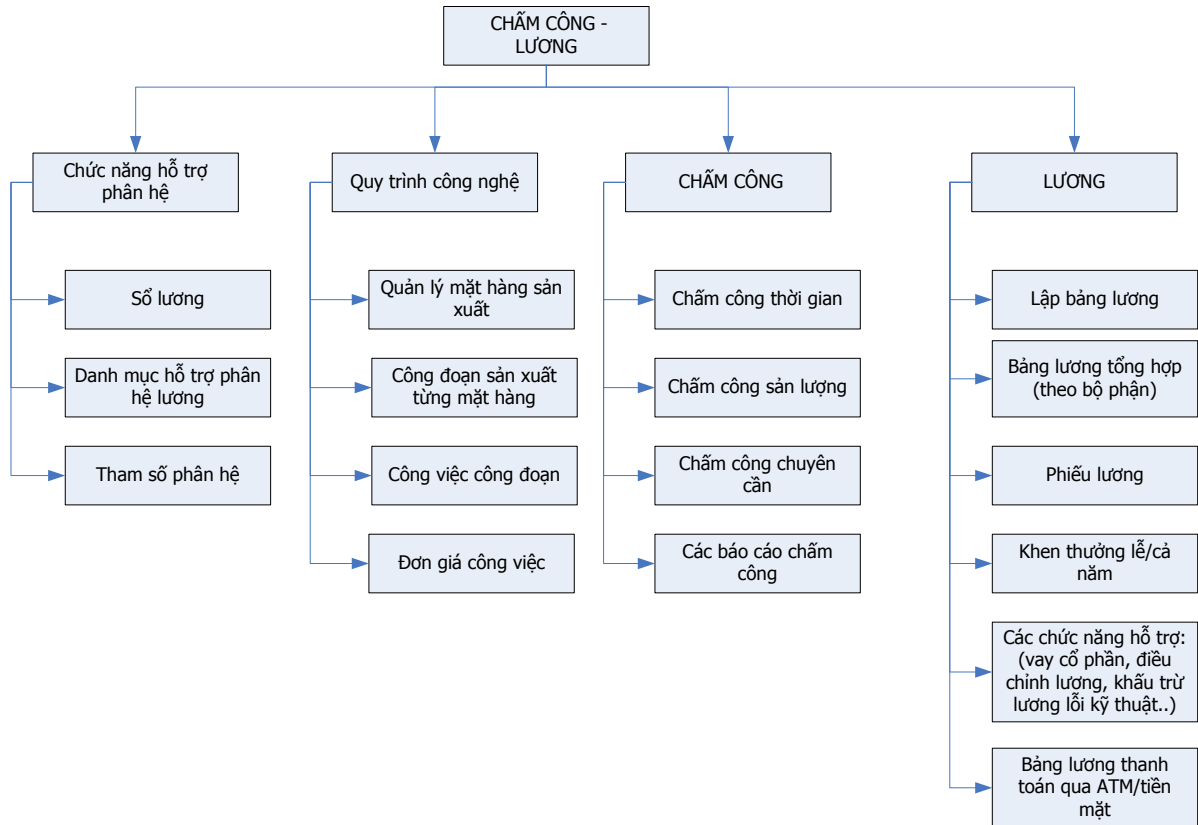 CHẤM CÔNG -
LƯƠNG
Chức năng hỗ trợ
phân hệ
Sổ lương
Danh mục hỗ trợ phân
hệ lương
Tham số phân hệ
Quy trình công nghệ
Quản lý mặt hàng sản
xuất
Công đoạn sản xuất
từng mặt hàng
Công việc công đoạn
Đơn giá công việc
CHẤM CÔNG
Chấm công thời gian
Chấm công sản lượng
Chấm công chuyên
cần
Các báo cáo chấm
công
LƯƠNG
Lập bảng lương
Bảng lương tổng hợp
(theo bộ phận)
Phiếu lương
Khen thưởng lễ/cả
năm
Các chức năng hỗ trợ:
(vay cổ phần, điều
chỉnh lương, khấu trừ
lương lỗi kỹ thuật..)
Bảng lương thanh
toán qua ATM/tiền
mặt